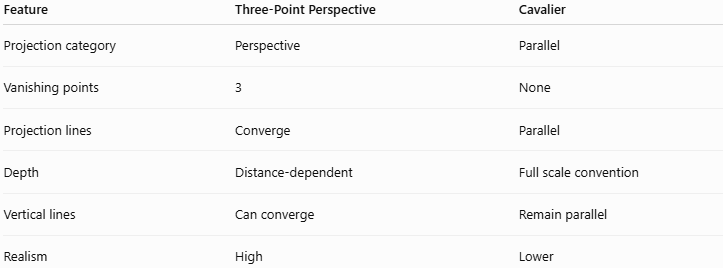 Feature Three-Point Perspective Cavalier
Projection category Perspective Parallel
Vanishing points 3 None
Projection lines Converge Parallel
Depth Distance-dependent Full scale convention
Vertical lines Can converge Remain parallel
Realism High Lower